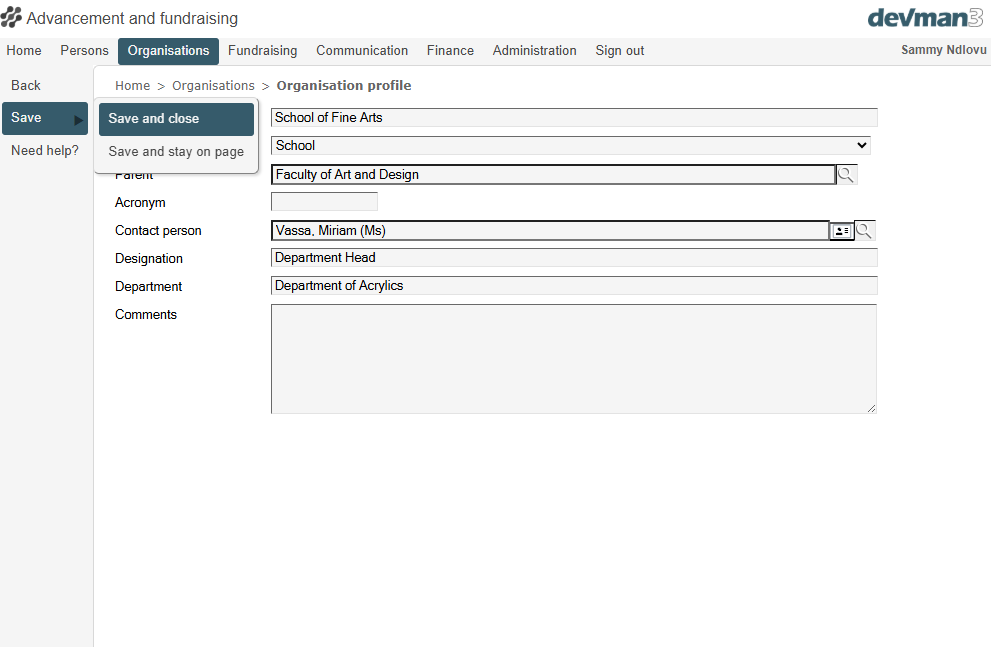 Advancement and fundraising
devman3
Home Persons Organisations Fundraising Communication Finance Administration Sign out Sammy Ndlovu
Back
Home > Organisations > Organisation profile
Save
Save and close
School of Fine Arts
Need help?
Save and stay on page
School
Parent
Faculty of Art and Design
Acronym
Contact person
Vassa, Miriam (Ms)
Designation
Department Head
Department
Department of Acrylics
Comments